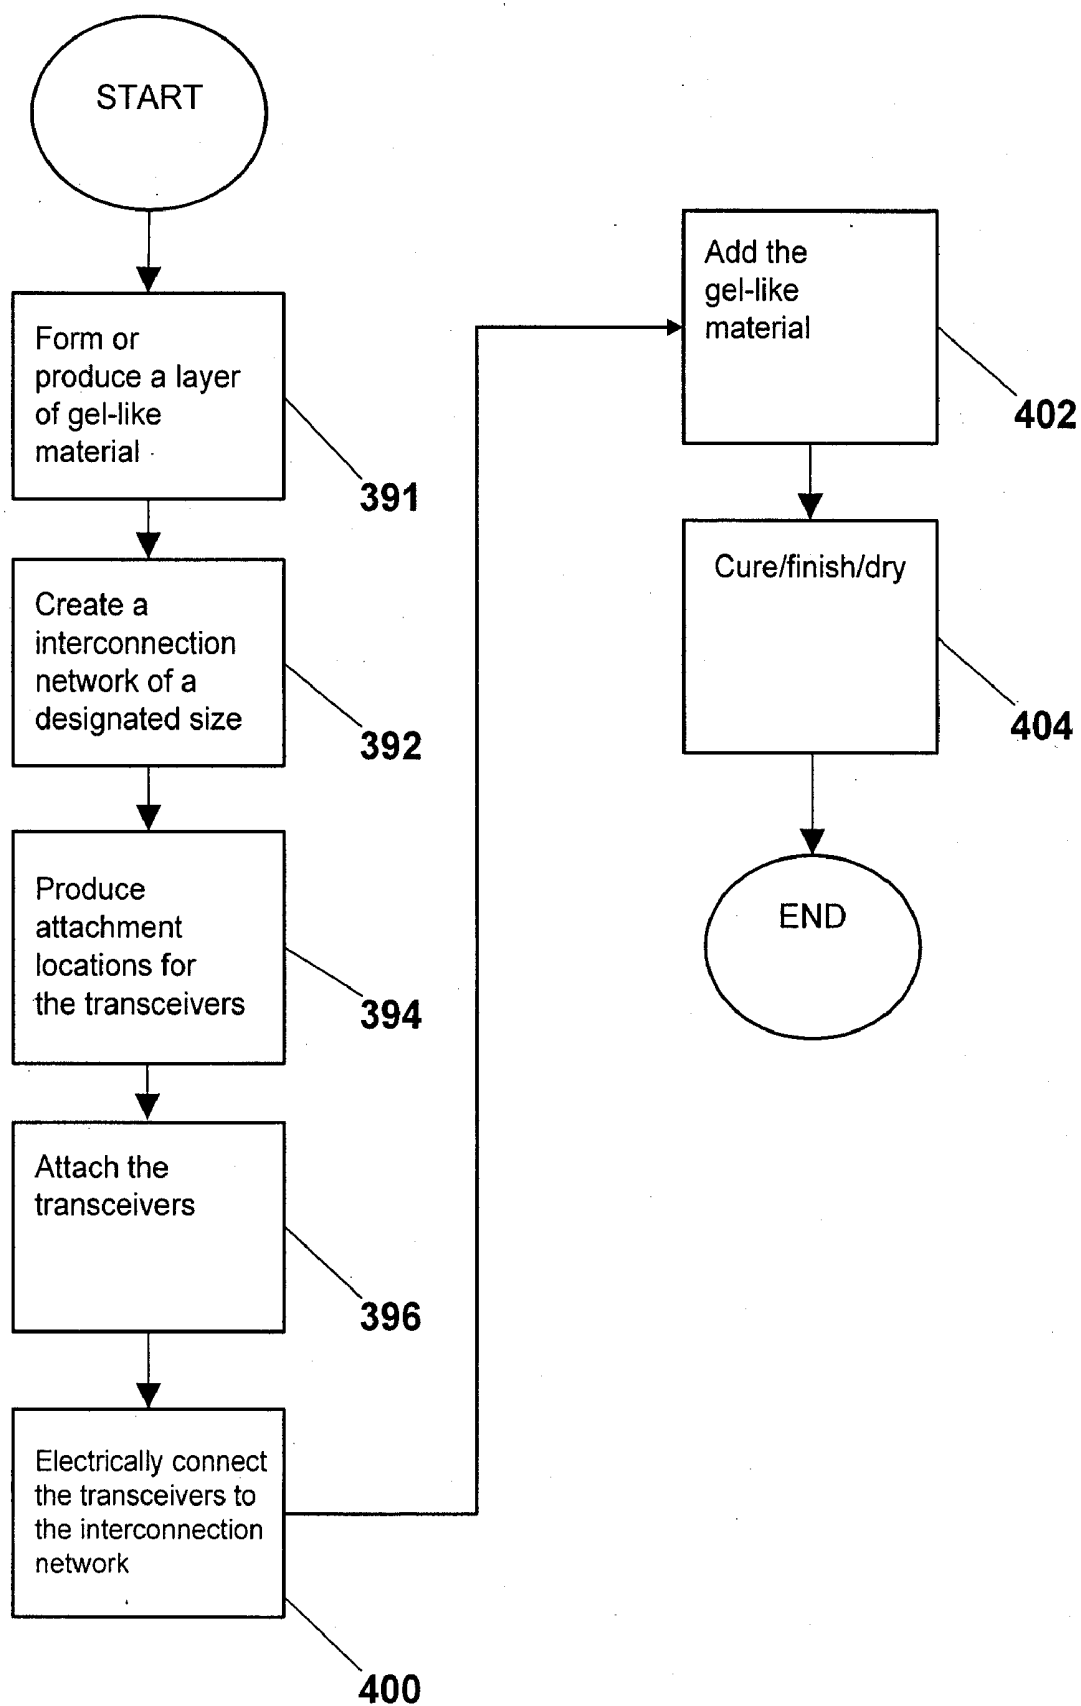 START
Form or
produce a layer
of gel-like
material
391
Create a
interconnection
network of a
designated size
392
Produce
attachment
locations for
the transceivers
394
Attach the
transceivers
396
Electrically connect
the transceivers to
the interconnection
network
400
Add the
gel-like
material
402
Cure/finish/dry
404
END